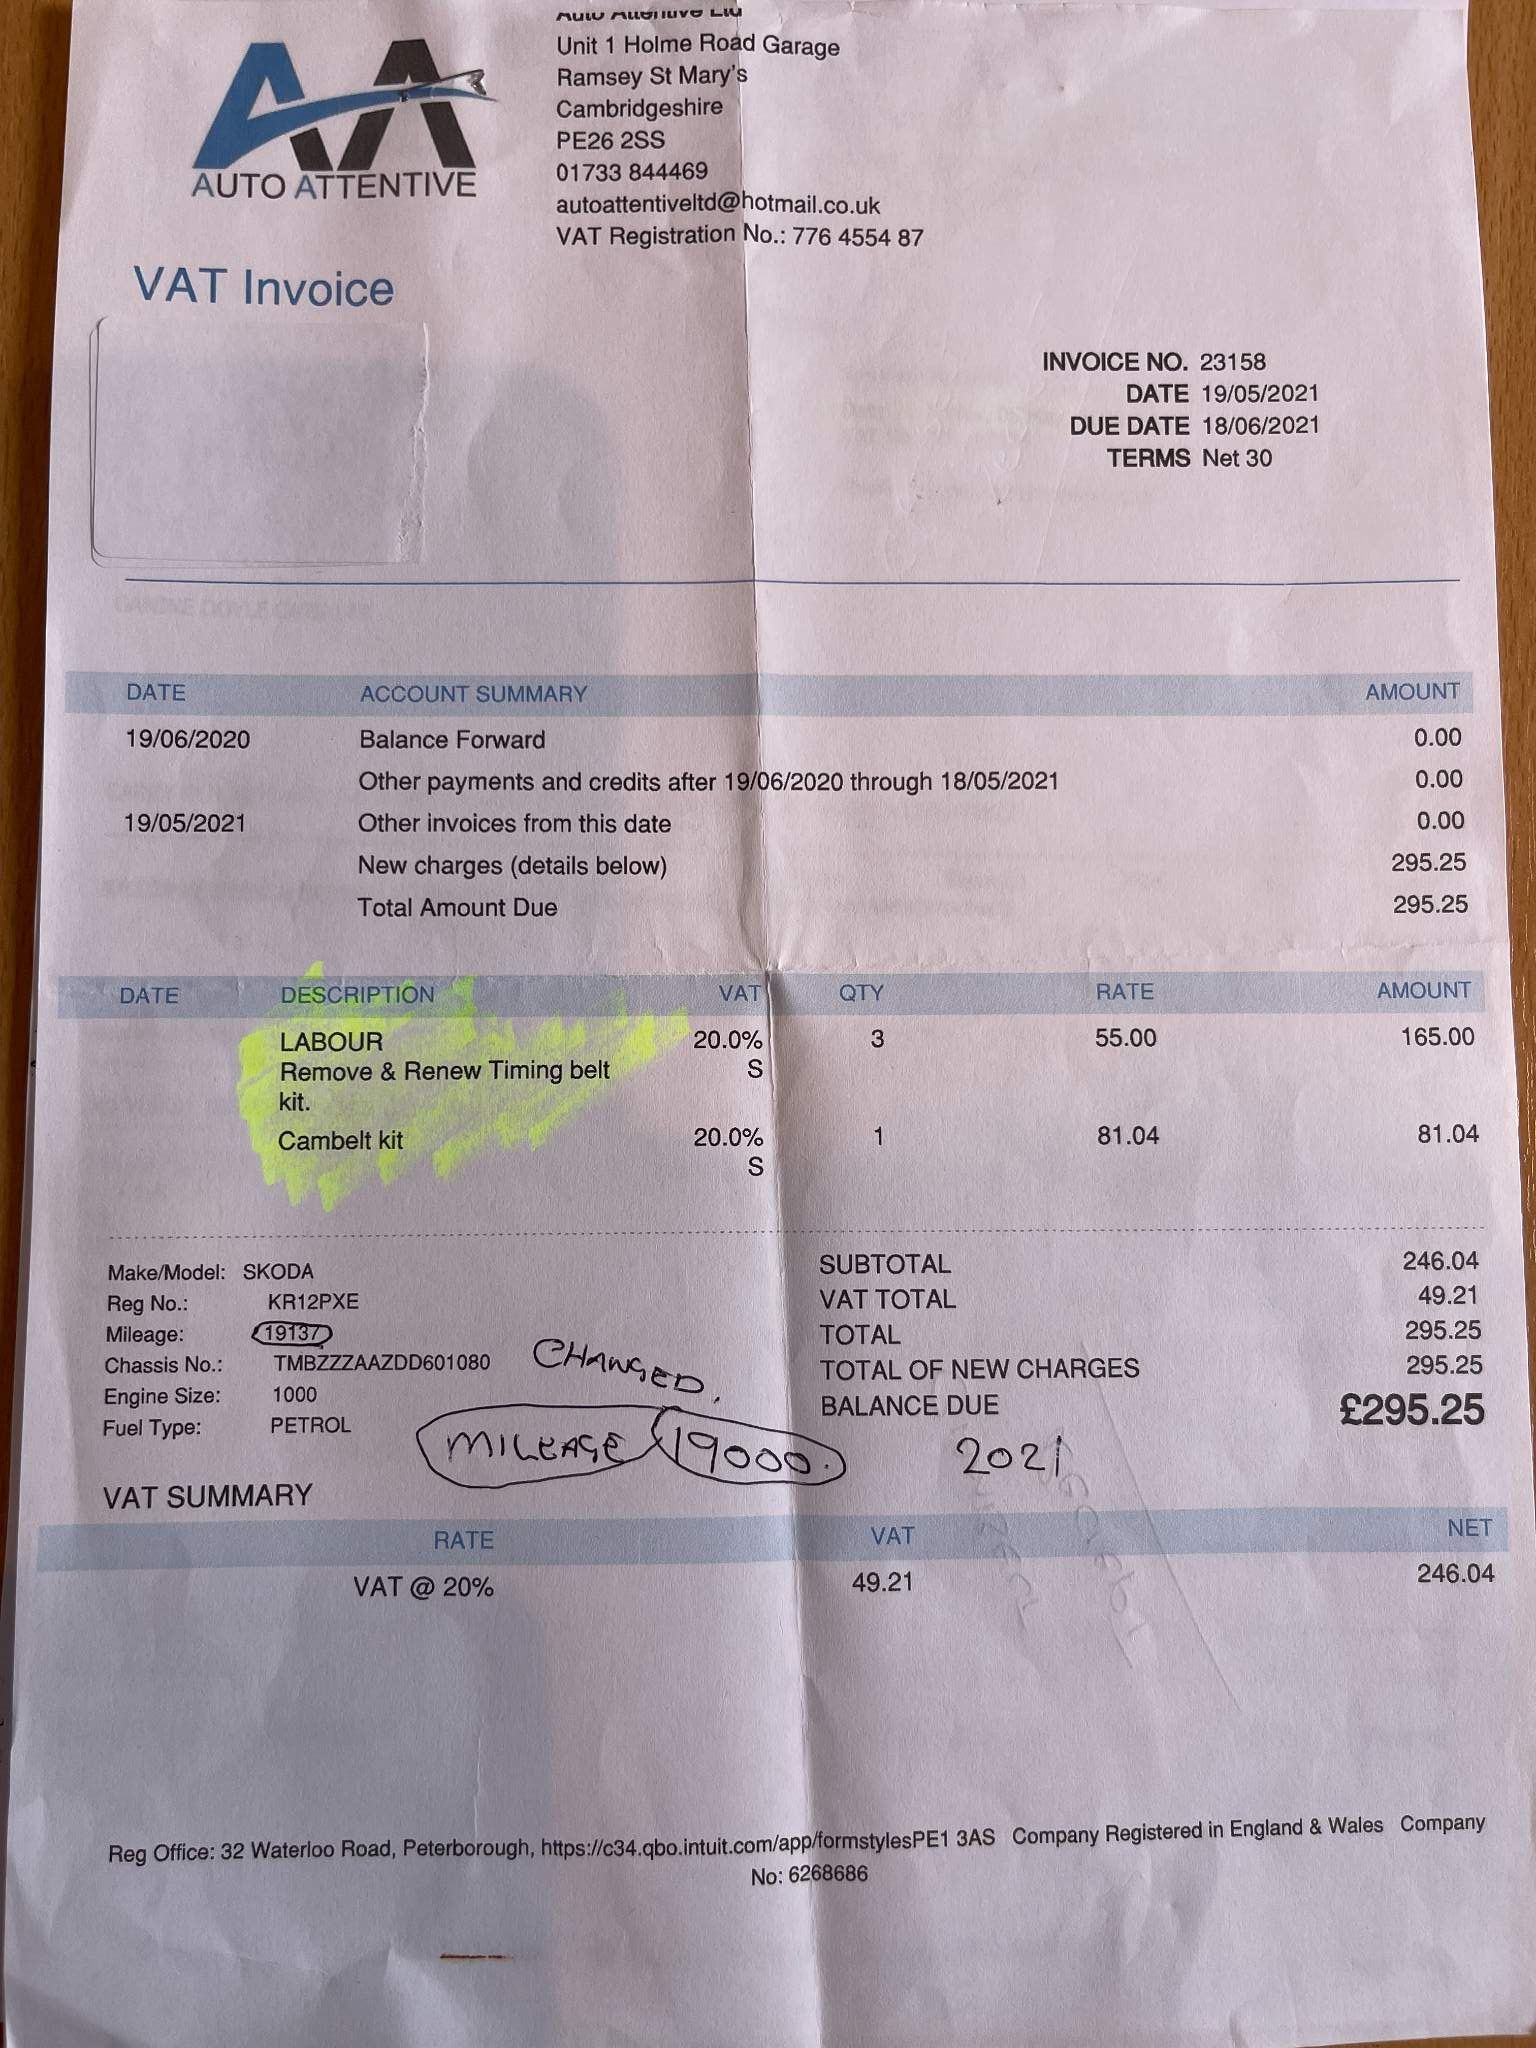 AUTO ATTENTIVE
Auto Attentive Ltd
Unit 1 Holme Road Garage
Ramsey St Mary's
Cambridgeshire
PE26 2SS
01733 844469
autoattentiveltd@hotmail.co.uk
VAT Registration No.: 776 4554 87
VAT Invoice
INVOICE NO. 23158
DATE 19/05/2021
DUE DATE 18/06/2021
TERMS Net 30
DATE ACCOUNT SUMMARY AMOUNT
19/06/2020 Balance Forward 0.00
Other payments and credits after 19/06/2020 through 18/05/2021 0.00
19/05/2021 Other invoices from this date 0.00
New charges (details below) 295.25
Total Amount Due 295.25
DATE DESCRIPTION VAT QTY RATE AMOUNT
LABOUR 20.0% 3 55.00 165.00
Remove & Renew Timing belt S
kit.
Cambelt kit 20.0% 1 81.04 81.04
S
Make/Model: SKODA
Reg No.: KR12PXE
Mileage: 19137
Chassis No.: TMBZZZAAZDD601080
Engine Size: 1000
Fuel Type: PETROL
CHANGED.
MILEAGE 19000. 2021
SUBTOTAL 246.04
VAT TOTAL 49.21
TOTAL 295.25
TOTAL OF NEW CHARGES 295.25
BALANCE DUE £295.25
VAT SUMMARY
RATE VAT NET
VAT @ 20% 49.21 246.04
Reg Office: 32 Waterloo Road, Peterborough, https://c34.qbo.intuit.com/app/formstylesPE1 3AS Company Registered in England & Wales Company
No: 6268686